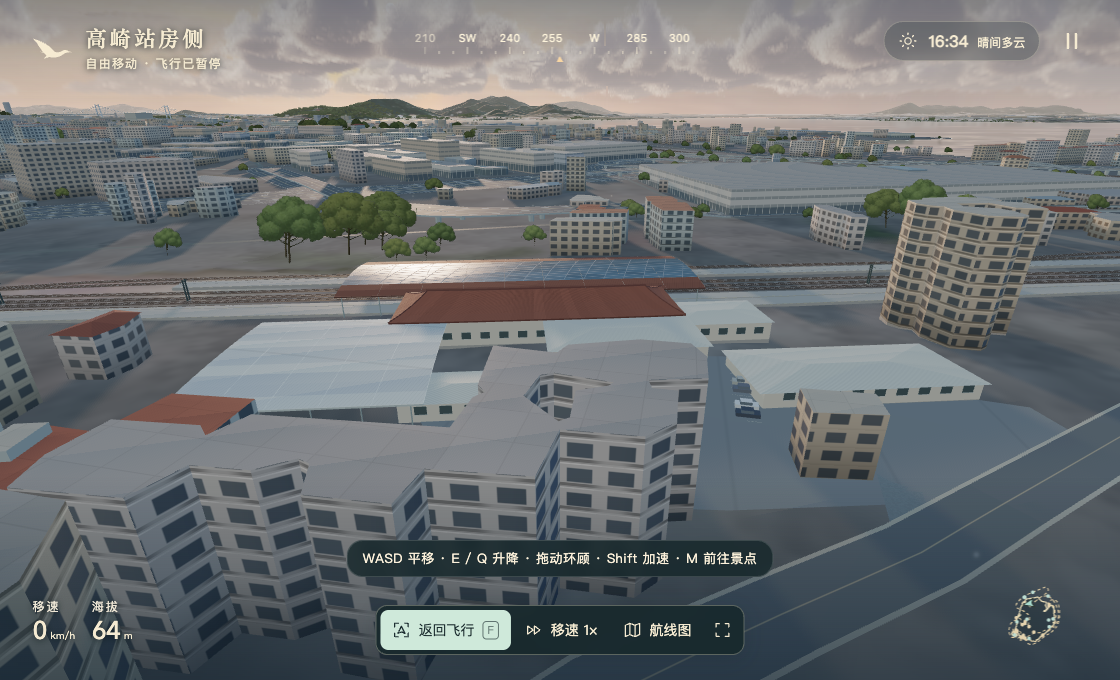 高崎站房侧
自由移动 · 飞行已暂停
210 SW 240 255 W 285 300
16:34 晴间多云
WASD 平移 · E / Q 升降 · 拖动环顾 · Shift 加速 · M 前往景点
移速 海拔
0 km/h 64 m
A 返回飞行 F 移速 1x 航线图